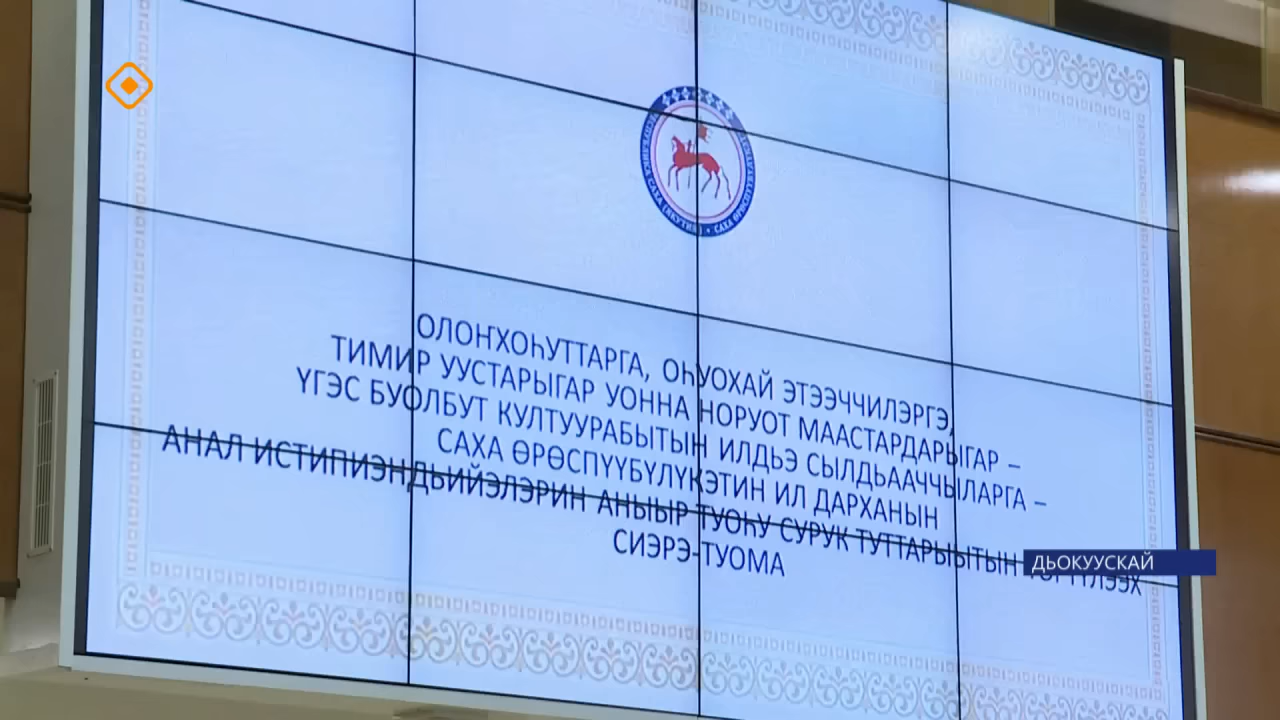 ОЛОҤХОҺУТТАРГА, ОҺУОХАЙ ЭТЭЭЧЧИЛЭРГЭ,
ТИМИР УУСТАРЫГАР УОННА НОРУОТ МААСТАРДАРЫГАР –
ҮГЭС БУОЛБУТ КУЛТУУРАБЫТЫН ИЛДЬЭ СЫЛДЬААЧЧЫЛАРГА –
САХА ӨРӨСПҮҮБҮЛҮКЭТИН ИЛ ДАРХАНЫН
АНАЛ ИСТИПИЭНДЬИЙЭЛЭРИН АНЫЫР ТУОҺУ СУРУК ТУТТАРЫЫТЫН
СИЭРЭ-ТУОМА
ДЬОКУУСКАЙ